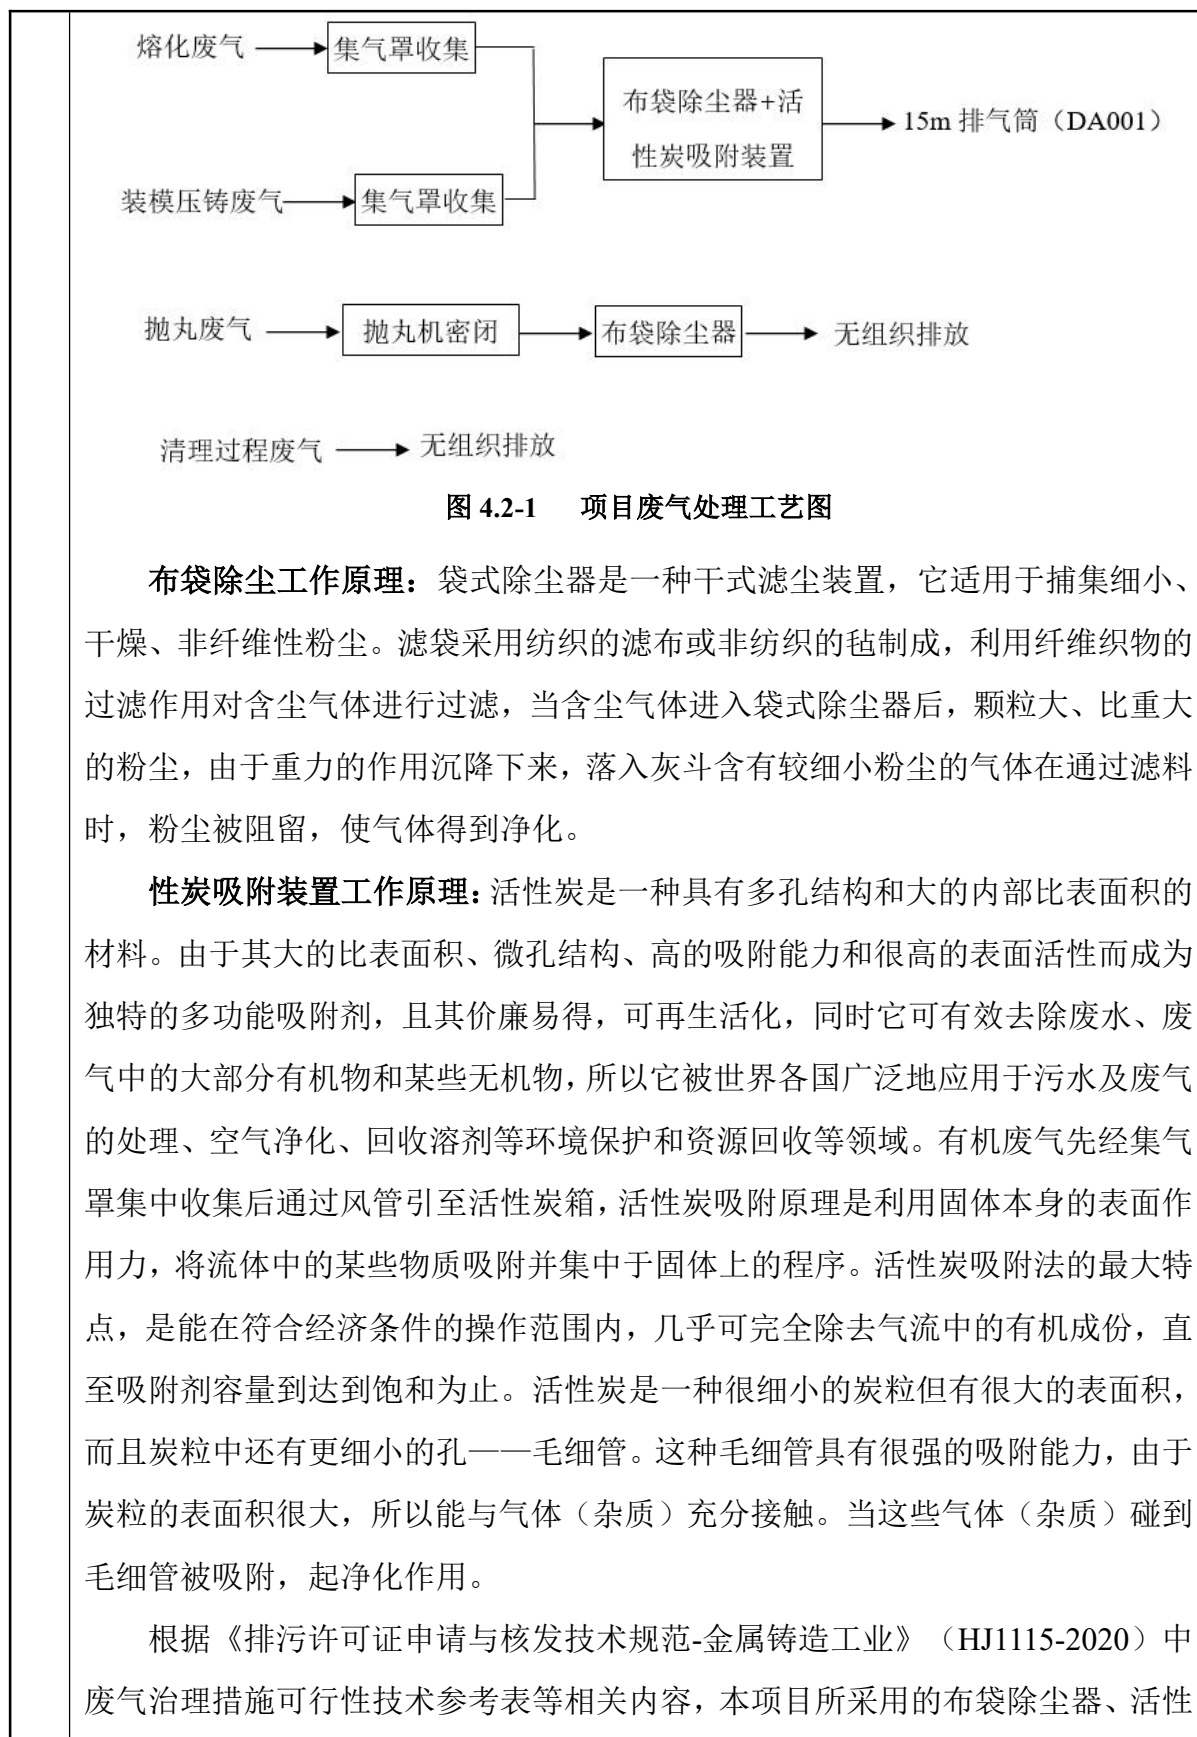 熔化废气
集气罩收集
布袋除尘器+活
性炭吸附装置
15m 排气筒（DA001）
装模压铸废气
集气罩收集
抛丸废气
抛丸机密闭
布袋除尘器
无组织排放
清理过程废气
无组织排放
图 4.2-1 项目废气处理工艺图
布袋除尘工作原理：袋式除尘器是一种干式滤尘装置，它适用于捕集细小、
干燥、非纤维性粉尘。滤袋采用纺织的滤布或非纺织的毡制成，利用纤维织物的
过滤作用对含尘气体进行过滤，当含尘气体进入袋式除尘器后，颗粒大、比重大
的粉尘，由于重力的作用沉降下来，落入灰斗含有较细小粉尘的气体在通过滤料
时，粉尘被阻留，使气体得到净化。
性炭吸附装置工作原理：活性炭是一种具有多孔结构和大的内部比表面积的
材料。由于其大的比表面积、微孔结构、高的吸附能力和很高的表面活性而成为
独特的多功能吸附剂，且其价廉易得，可再生活化，同时它可有效去除废水、废
气中的大部分有机物和某些无机物，所以它被世界各国广泛地应用于污水及废气
的处理、空气净化、回收溶剂等环境保护和资源回收等领域。有机废气先经集气
罩集中收集后通过风管引至活性炭箱，活性炭吸附原理是利用固体本身的表面作
用力，将流体中的某些物质吸附并集中于固体上的程序。活性炭吸附法的最大特
点，是能在符合经济条件的操作范围内，几乎可完全除去气流中的有机成份，直
至吸附剂容量到达到饱和为止。活性炭是一种很细小的炭粒但有很大的表面积，
而且炭粒中还有更细小的孔——毛细管。这种毛细管具有很强的吸附能力，由于
炭粒的表面积很大，所以能与气体（杂质）充分接触。当这些气体（杂质）碰到
毛细管被吸附，起净化作用。
根据《排污许可证申请与核发技术规范-金属铸造工业》（HJ1115-2020）中
废气治理措施可行性技术参考表等相关内容，本项目所采用的布袋除尘器、活性